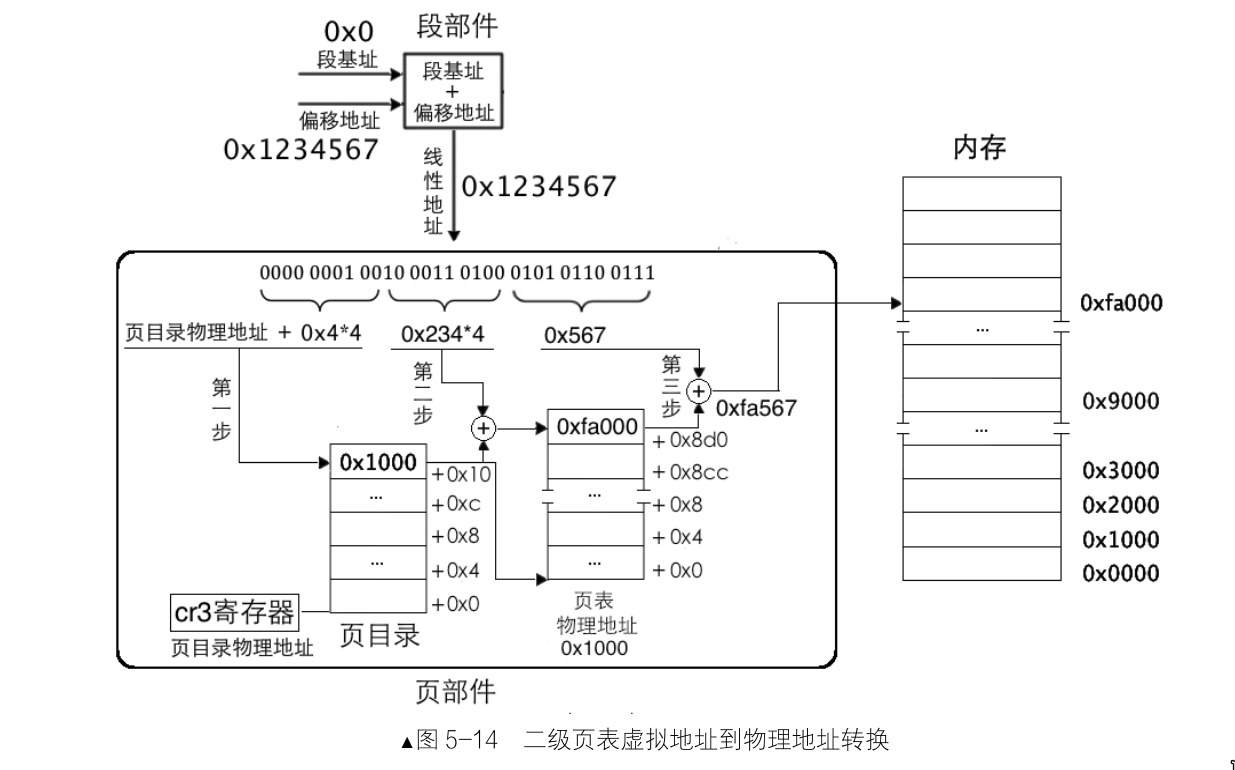 0x0
段部件
段基址
段基址
+
偏移地址
偏移地址
0x1234567
线性地址
0x1234567
内存
0000 0001 0010 0011 0100 0101 0110 0111
页目录物理地址 + 0x4*4
0x234*4
0x567
第一步
第二步
第三步
+
+
0xfa567
0xfa000
+0x8d0
+0x8cc
...
+0x8
+0x4
...
+0x0
0x1000
+0x10
...
+0xc
+0x8
...
+0x4
+0x0
cr3寄存器
页目录物理地址
页目录
页表
物理地址
0x1000
页部件
0xfa000
...
0x9000
...
0x3000
0x2000
0x1000
0x0000
▲图 5-14 二级页表虚拟地址到物理地址转换